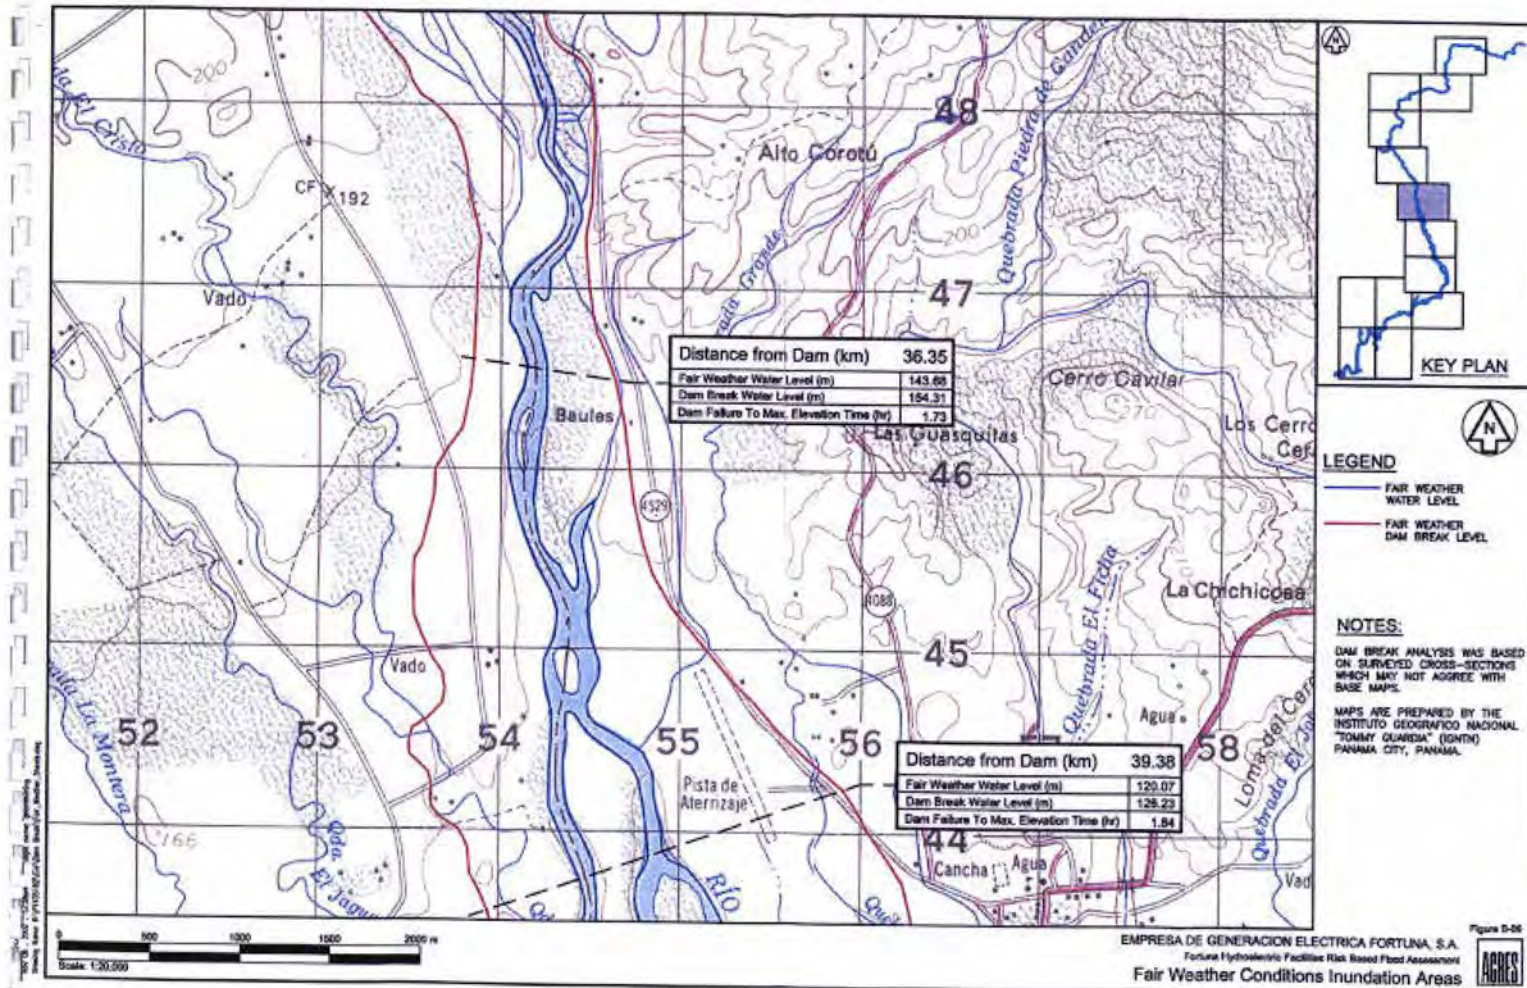 200
48
Alto Corotú
Quebrada Piedra de
CF
192
200
Vado
47
Distance from Dam (km) 36.35
Fair Weather Water Level (m) 143.68
Dam Break Water Level (m) 154.31
Dam Failure To Max. Elevation Time (hr) 1.73
Cerro Cavilar
270
Baules
Las Guasquitas
Los Cerro
46
4529
4088
Quebrada El Ficha
La Chichicosa
45
Vado
52
53
54
55
56
58
Agua
Loma del Cerro
Quebrada El
La Montera
Distance from Dam (km) 39.38
Fair Weather Water Level (m) 120.07
Dam Break Water Level (m) 126.23
Dam Failure To Max. Elevation Time (hr) 1.84
Pista de
Aterrizaje
166
44
Cancha
Agua
Qda.
El
RÍO
Vad
N
KEY PLAN
N
LEGEND
FAIR WEATHER
WATER LEVEL
FAIR WEATHER
DAM BREAK LEVEL
NOTES:
DAM BREAK ANALYSIS WAS BASED
ON SURVEYED CROSS-SECTIONS
WHICH MAY NOT AGGREE WITH
BASE MAPS.
MAPS ARE PREPARED BY THE
INSTITUTO GEOGRAFICO NACIONAL
"TOMMY GUARDIA" (IGNTN)
PANAMA CITY, PANAMA.
0 500 1000 1500 2000 m
Scale: 1:20,000
EMPRESA DE GENERACION ELECTRICA FORTUNA, S.A.
Fortuna Hydroelectric Facilities Risk Based Flood Assessment
Fair Weather Conditions Inundation Areas
AGRES